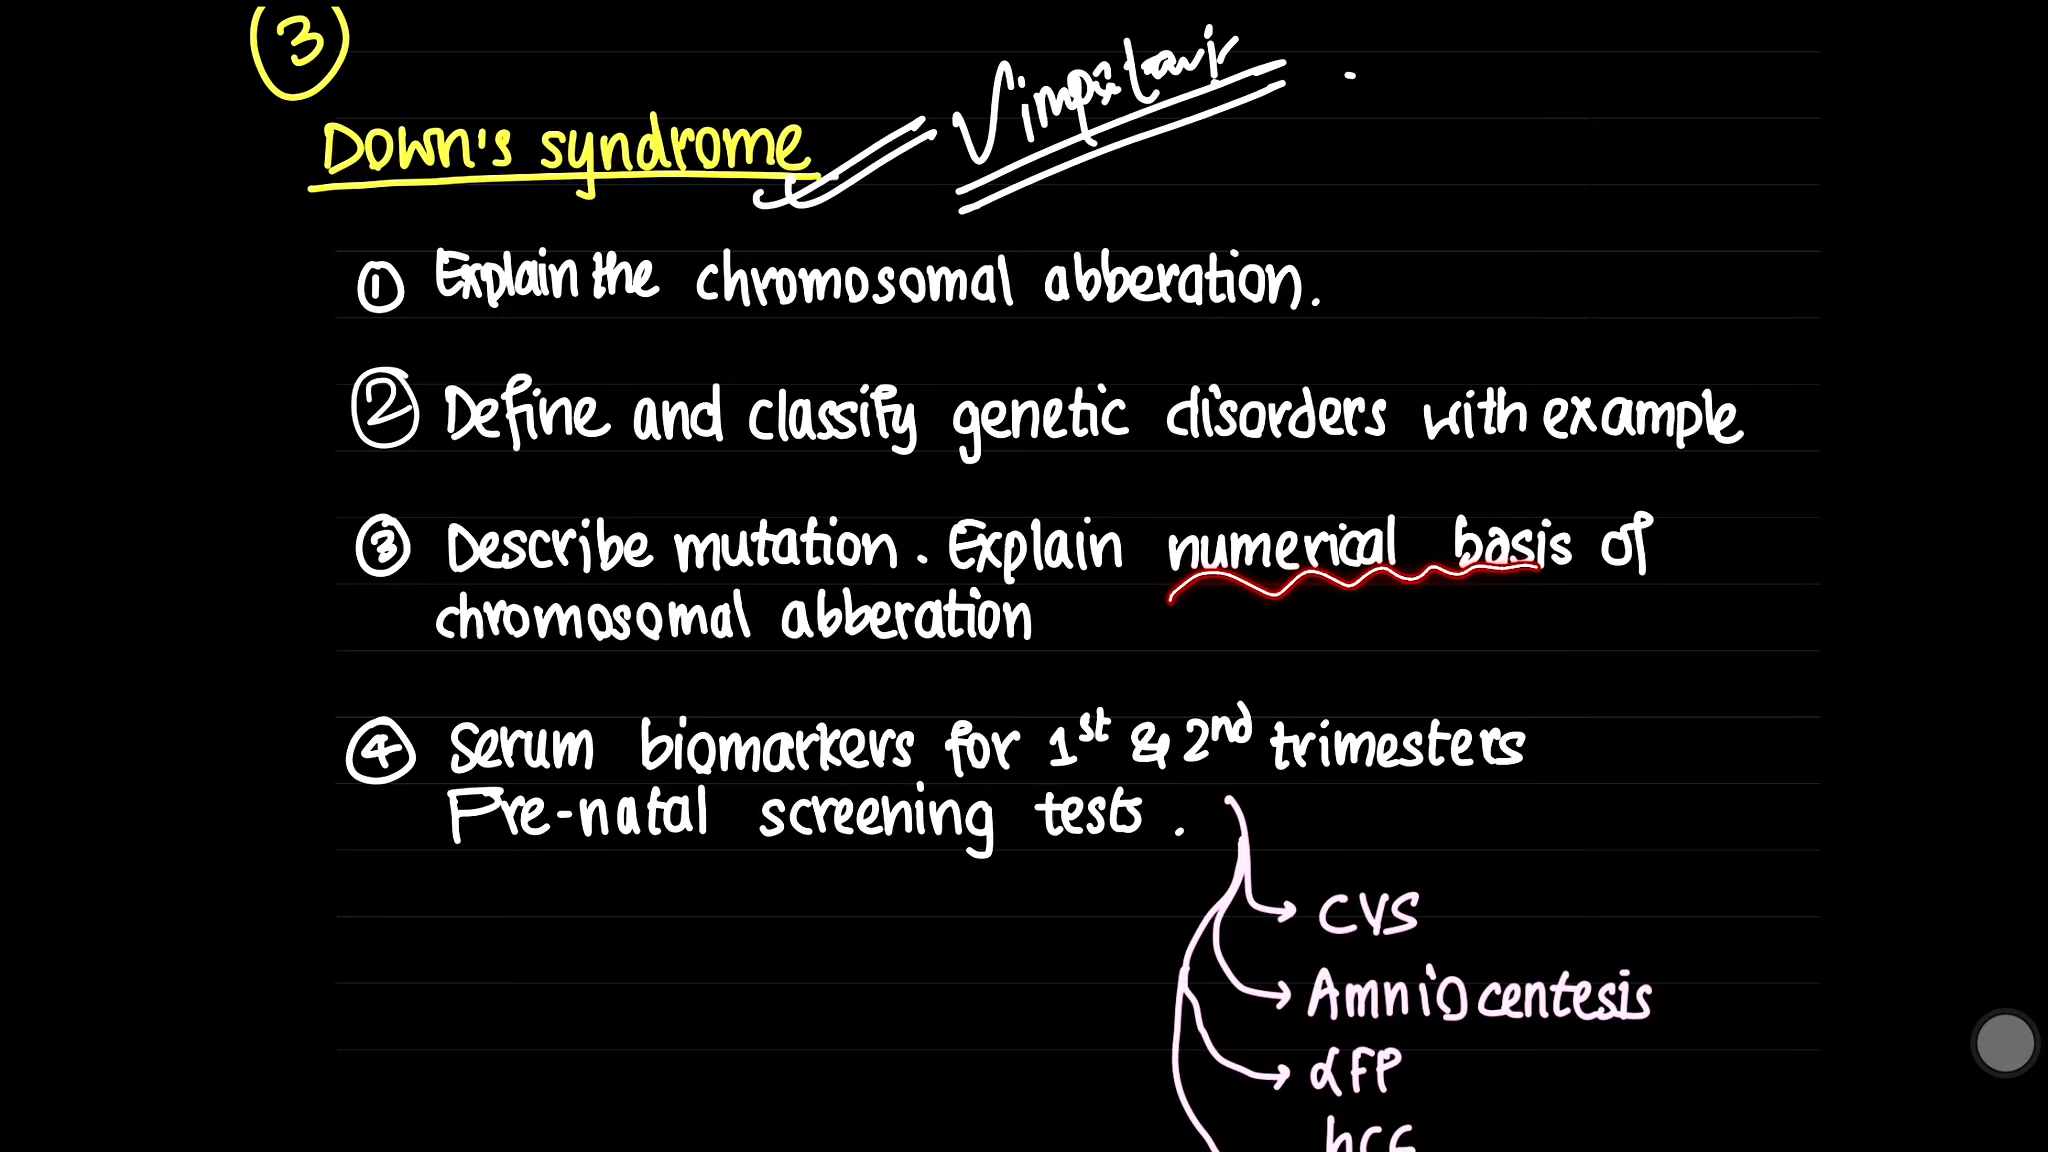 3
√important
Down's syndrome
① Explain the chromosomal abberation.
② Define and classify genetic disorders with example
③ Describe mutation. Explain numerical basis of
chromosomal abberation
④ Serum biomarkers for 1st & 2nd trimesters
Pre-natal screening tests.
→ CVS
→ Amniocentesis
→ αFP
hCG